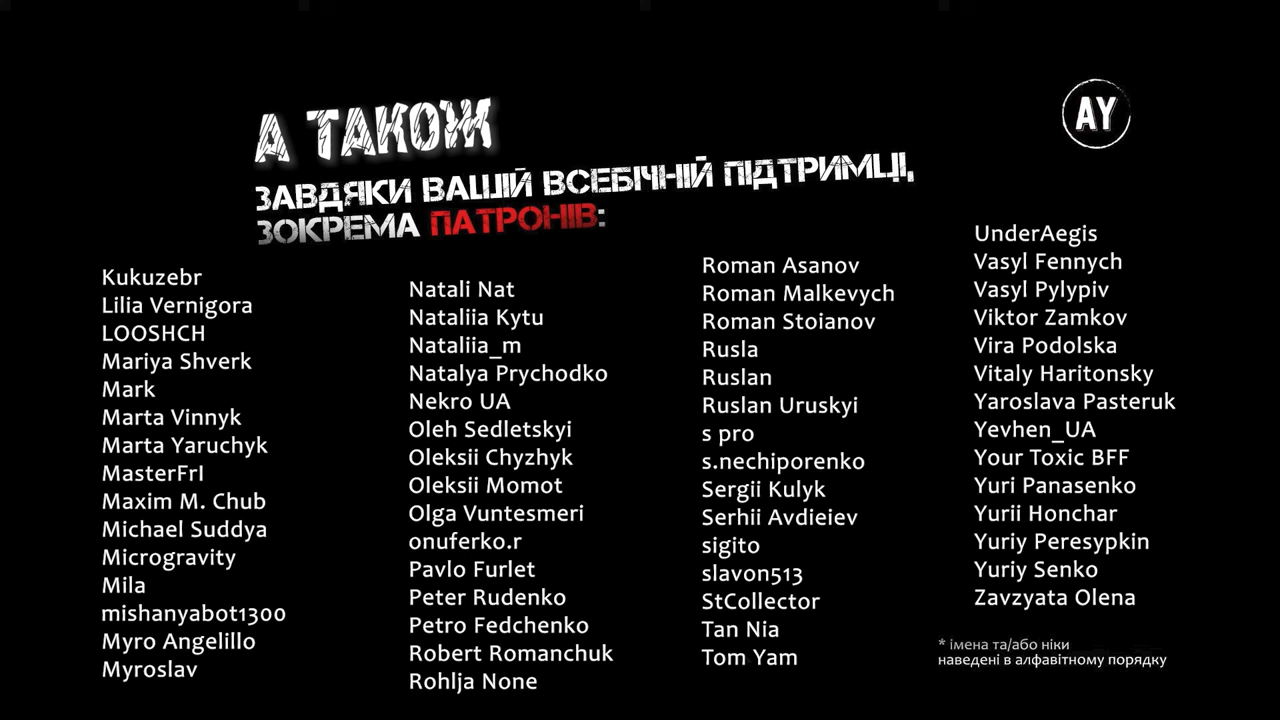 А ТАКОЖ
AY
ЗАВДЯКИ ВАШІЙ ВСЕБІЧНІЙ ПІДТРИМЦІ,
ЗОКРЕМА ПАТРОНІВ:
Kukuzebr
Lilia Vernigora
LOOSHCH
Mariya Shverk
Mark
Marta Vinnyk
Marta Yaruchyk
MasterFrI
Maxim M. Chub
Michael Suddya
Microgravity
Mila
mishanyabot1300
Myro Angelillo
Myroslav
Natali Nat
Nataliia Kytu
Nataliia_m
Natalya Prychodko
Nekro UA
Oleh Sedletskyi
Oleksii Chyzhyk
Oleksii Momot
Olga Vuntesmeri
onuferko.r
Pavlo Furlet
Peter Rudenko
Petro Fedchenko
Robert Romanchuk
Rohlja None
Roman Asanov
Roman Malkevych
Roman Stoianov
Rusla
Ruslan
Ruslan Uruskyi
s pro
s.nechiporenko
Sergii Kulyk
Serhii Avdieiev
sigito
slavon513
StCollector
Tan Nia
Tom Yam
UnderAegis
Vasyl Fennych
Vasyl Pylypiv
Viktor Zamkov
Vira Podolska
Vitaly Haritonsky
Yaroslava Pasteruk
Yevhen_UA
Your Toxic BFF
Yuri Panasenko
Yurii Honchar
Yuriy Peresypkin
Yuriy Senko
Zavzyata Olena
* імена та/або ніки
наведені в алфавітному порядку